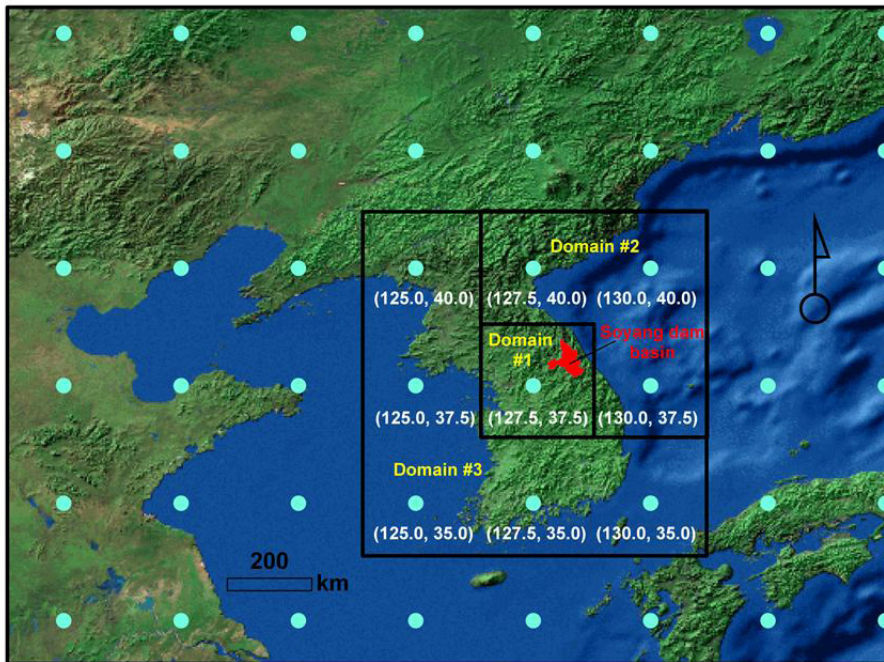 Domain #2
(125.0, 40.0) (127.5, 40.0) (130.0, 40.0)
Domain
#1
Soyang dam
basin
(125.0, 37.5) (127.5, 37.5) (130.0, 37.5)
Domain #3
(125.0, 35.0) (127.5, 35.0) (130.0, 35.0)
200
km